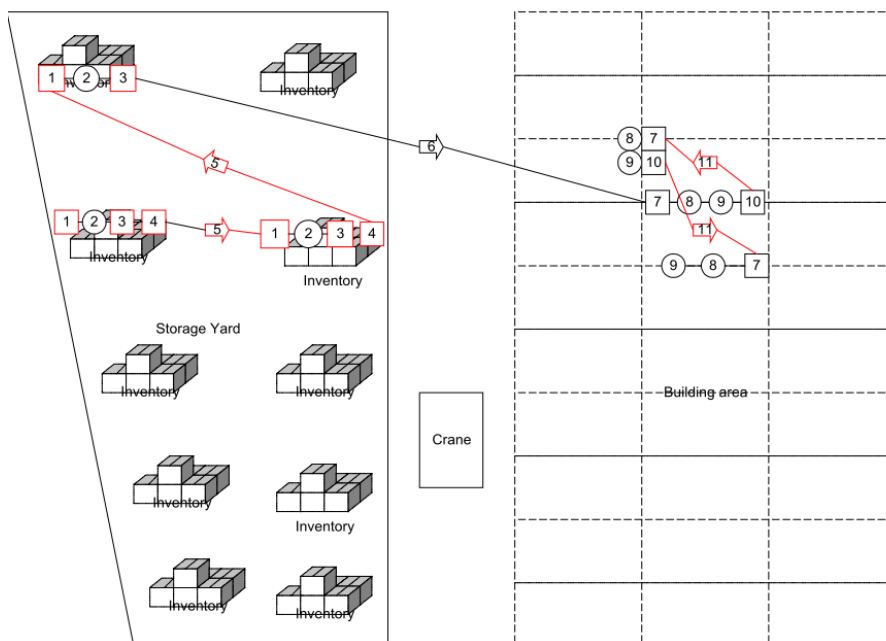 1 2 3
Inventory
Inventory
6
8 7
9 10
11
5
7 8 9 10
1 2 3 4
5
1 2 3 4
11
Inventory
9 8 7
Inventory
Storage Yard
Inventory
Inventory
Building area
Crane
Inventory
Inventory
Inventory
Inventory